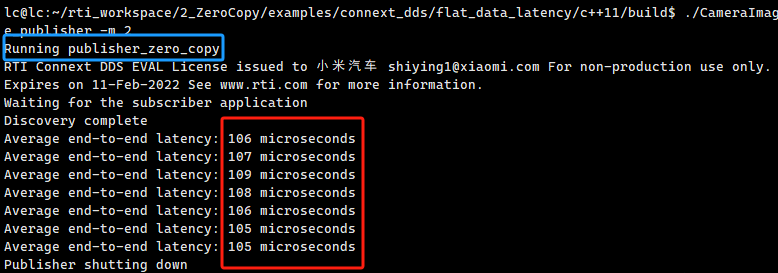 lc@lc:~/rti_workspace/2_ZeroCopy/examples/connext_dds/flat_data_latency/c++11/build$ ./CameraImag
e publisher -m 2
Running publisher_zero_copy
RTI Connext DDS EVAL License issued to 小米汽车 shiying1@xiaomi.com For non-production use only.
Expires on 11-Feb-2022 See www.rti.com for more information.
Waiting for the subscriber application
Discovery complete
Average end-to-end latency: 106 microseconds
Average end-to-end latency: 107 microseconds
Average end-to-end latency: 109 microseconds
Average end-to-end latency: 108 microseconds
Average end-to-end latency: 106 microseconds
Average end-to-end latency: 105 microseconds
Average end-to-end latency: 105 microseconds
Publisher shutting down